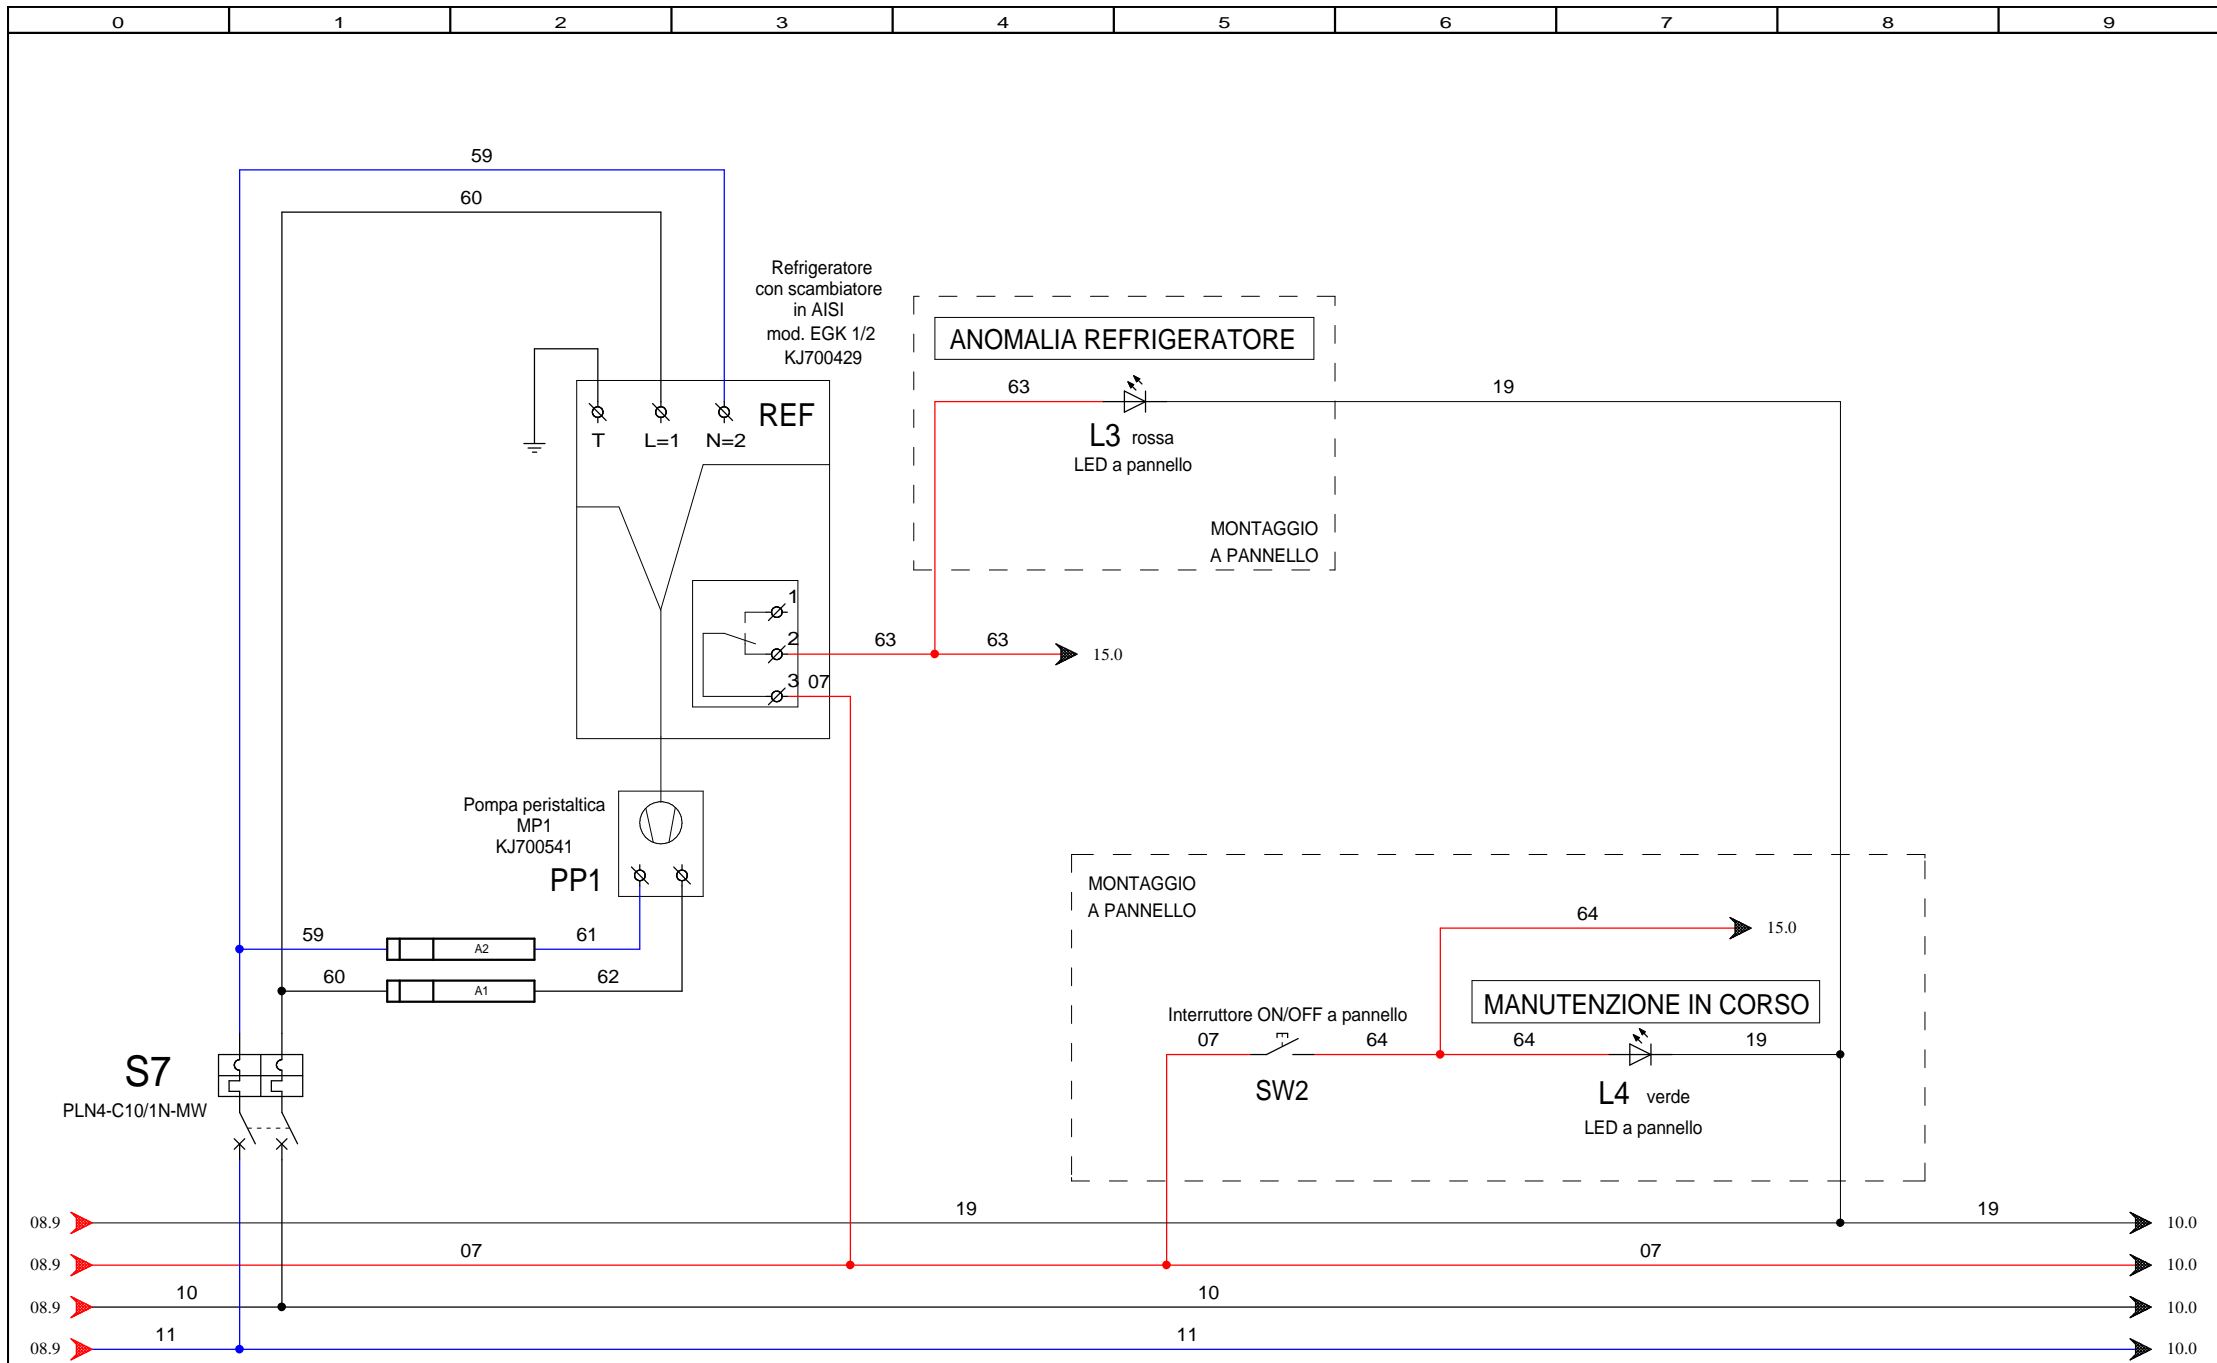 0 1 2 3 4 5 6 7 8 9
59
60
Refrigeratore
con scambiatore
in AISI
mod. EGK 1/2
KJ700429
ANOMALIA REFRIGERATORE
63
19
REF
T L=1 N=2
L3 rossa
LED a pannello
MONTAGGIO
A PANNELLO
1
2
63 63
15.0
3 07
Pompa peristaltica
MP1
KJ700541
PP1
MONTAGGIO
A PANNELLO
64
15.0
59 A2 61
60 A1 62
MANUTENZIONE IN CORSO
Interruttore ON/OFF a pannello
07 64 64 19
SW2
L4 verde
LED a pannello
S7
PLN4-C10/1N-MW
08.9 19 19 10.0
08.9 07 07 10.0
08.9 10 10 10.0
08.9 11 11 10.0